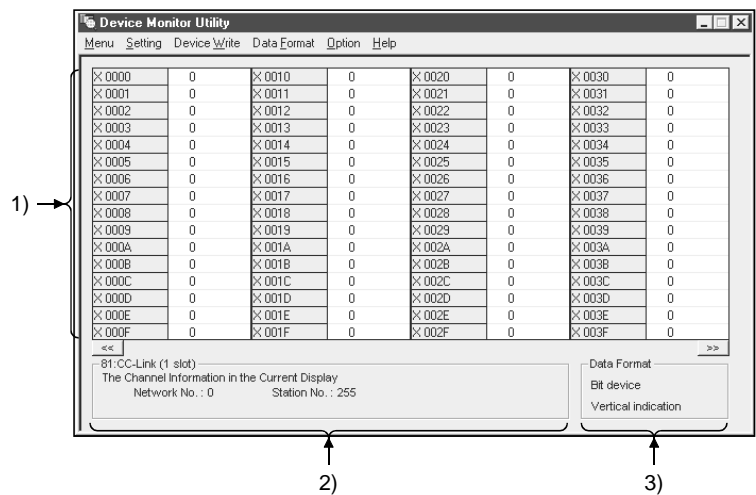 Device Monitor Utility
Menu Setting Device Write Data Format Option Help
X 0000 0 X 0010 0 X 0020 0 X 0030 0
X 0001 0 X 0011 0 X 0021 0 X 0031 0
X 0002 0 X 0012 0 X 0022 0 X 0032 0
X 0003 0 X 0013 0 X 0023 0 X 0033 0
X 0004 0 X 0014 0 X 0024 0 X 0034 0
X 0005 0 X 0015 0 X 0025 0 X 0035 0
X 0006 0 X 0016 0 X 0026 0 X 0036 0
1) X 0007 0 X 0017 0 X 0027 0 X 0037 0
X 0008 0 X 0018 0 X 0028 0 X 0038 0
X 0009 0 X 0019 0 X 0029 0 X 0039 0
X 000A 0 X 001A 0 X 002A 0 X 003A 0
X 000B 0 X 001B 0 X 002B 0 X 003B 0
X 000C 0 X 001C 0 X 002C 0 X 003C 0
X 000D 0 X 001D 0 X 002D 0 X 003D 0
X 000E 0 X 001E 0 X 002E 0 X 003E 0
X 000F 0 X 001F 0 X 002F 0 X 003F 0
<< >>
81:CC-Link (1 slot)
The Channel Information in the Current Display
Network No. : 0 Station No. : 255
Data Format
Bit device
Vertical indication
2) 3)